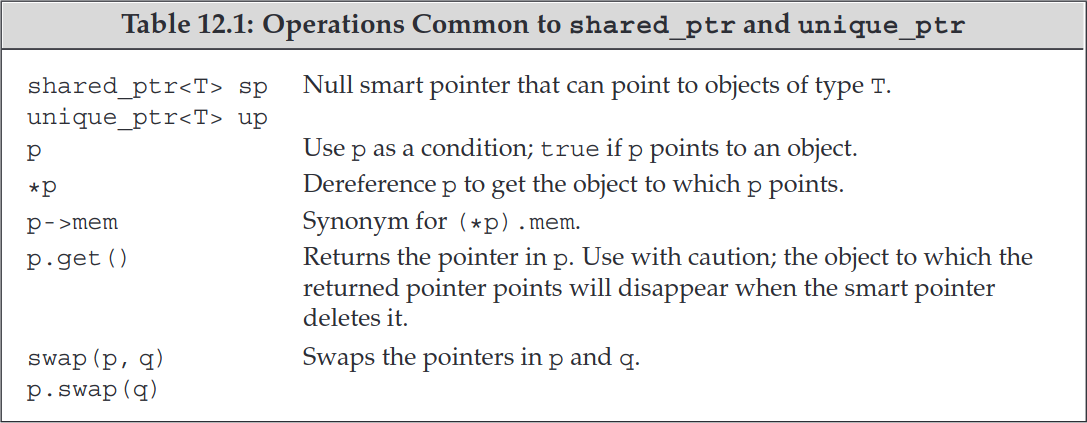 Table 12.1: Operations Common to shared_ptr and unique_ptr
shared_ptr<T> sp Null smart pointer that can point to objects of type T.
unique_ptr<T> up
p Use p as a condition; true if p points to an object.
*p Dereference p to get the object to which p points.
p->mem Synonym for (*p).mem.
p.get() Returns the pointer in p. Use with caution; the object to which the
returned pointer points will disappear when the smart pointer
deletes it.
swap(p, q) Swaps the pointers in p and q.
p.swap(q)